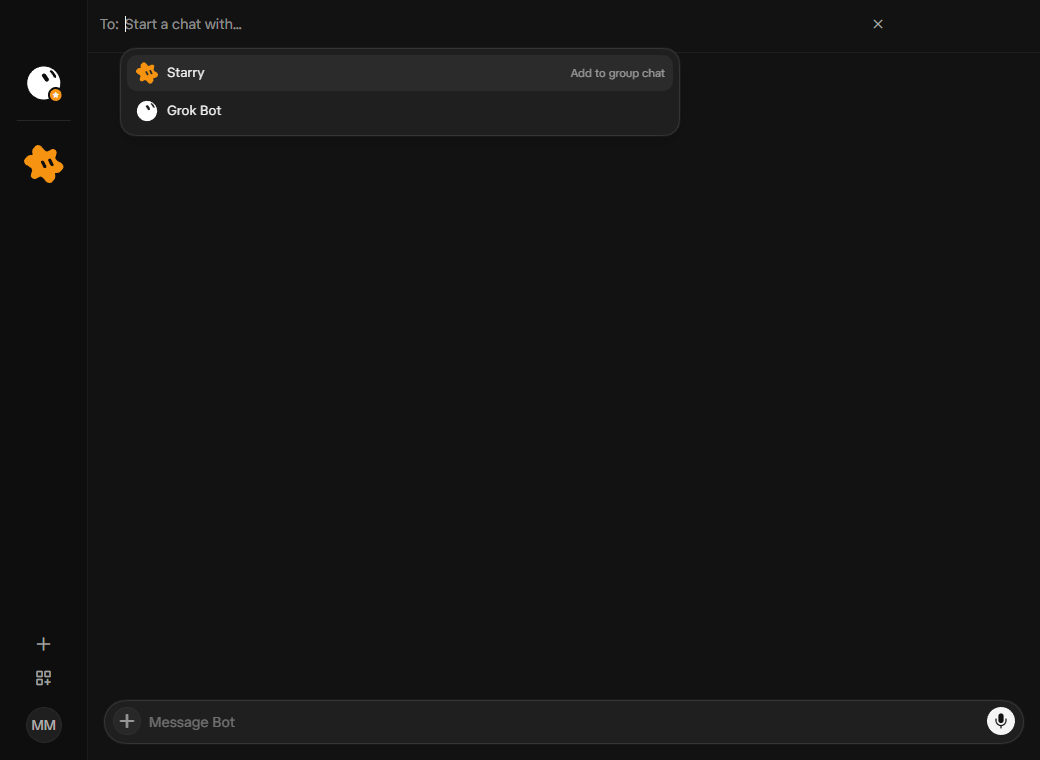 To: Start a chat with...
Starry
Add to group chat
Grok Bot
MM
Message Bot